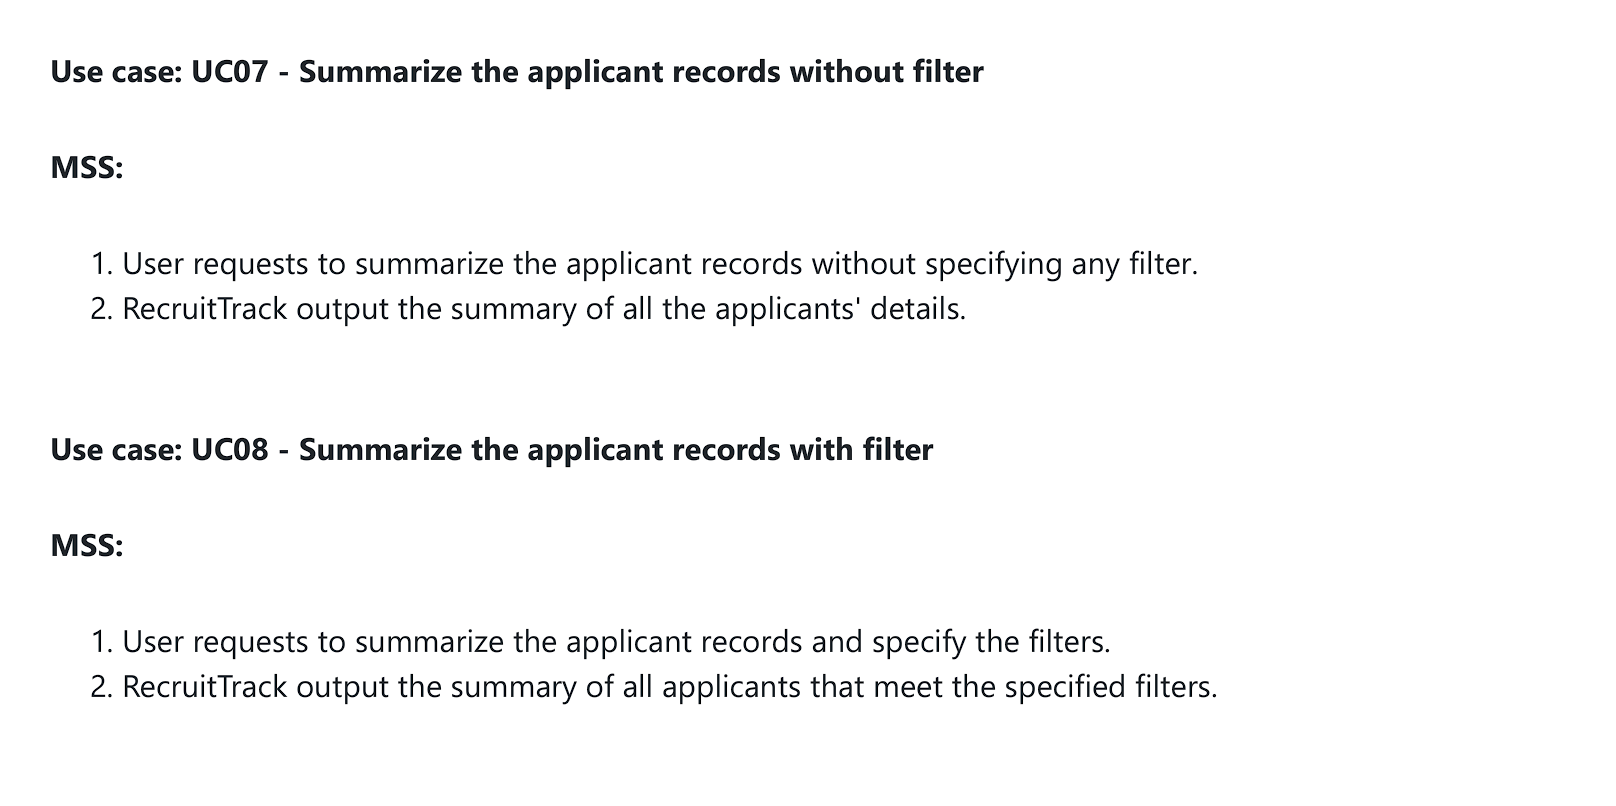 Use case: UC07 - Summarize the applicant records without filter
MSS:
1. User requests to summarize the applicant records without specifying any filter.
2. RecruitTrack output the summary of all the applicants' details.
Use case: UC08 - Summarize the applicant records with filter
MSS:
1. User requests to summarize the applicant records and specify the filters.
2. RecruitTrack output the summary of all applicants that meet the specified filters.